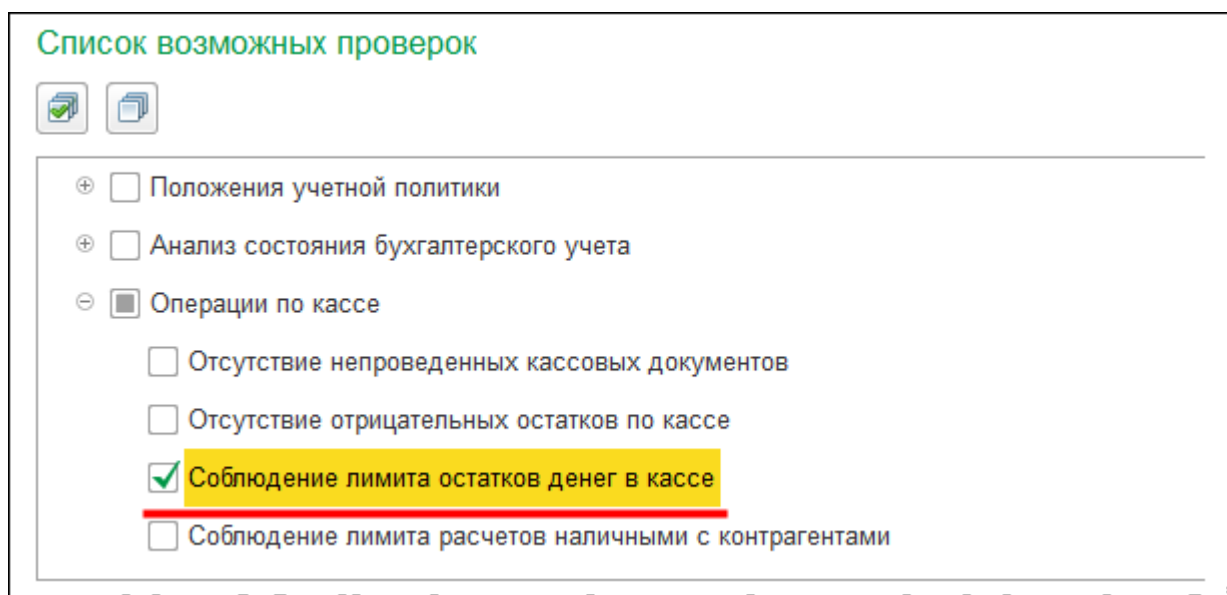 Список возможных проверок
Положения учетной политики
Анализ состояния бухгалтерского учета
Операции по кассе
Отсутствие непроведенных кассовых документов
Отсутствие отрицательных остатков по кассе
Соблюдение лимита остатков денег в кассе
Соблюдение лимита расчетов наличными с контрагентами